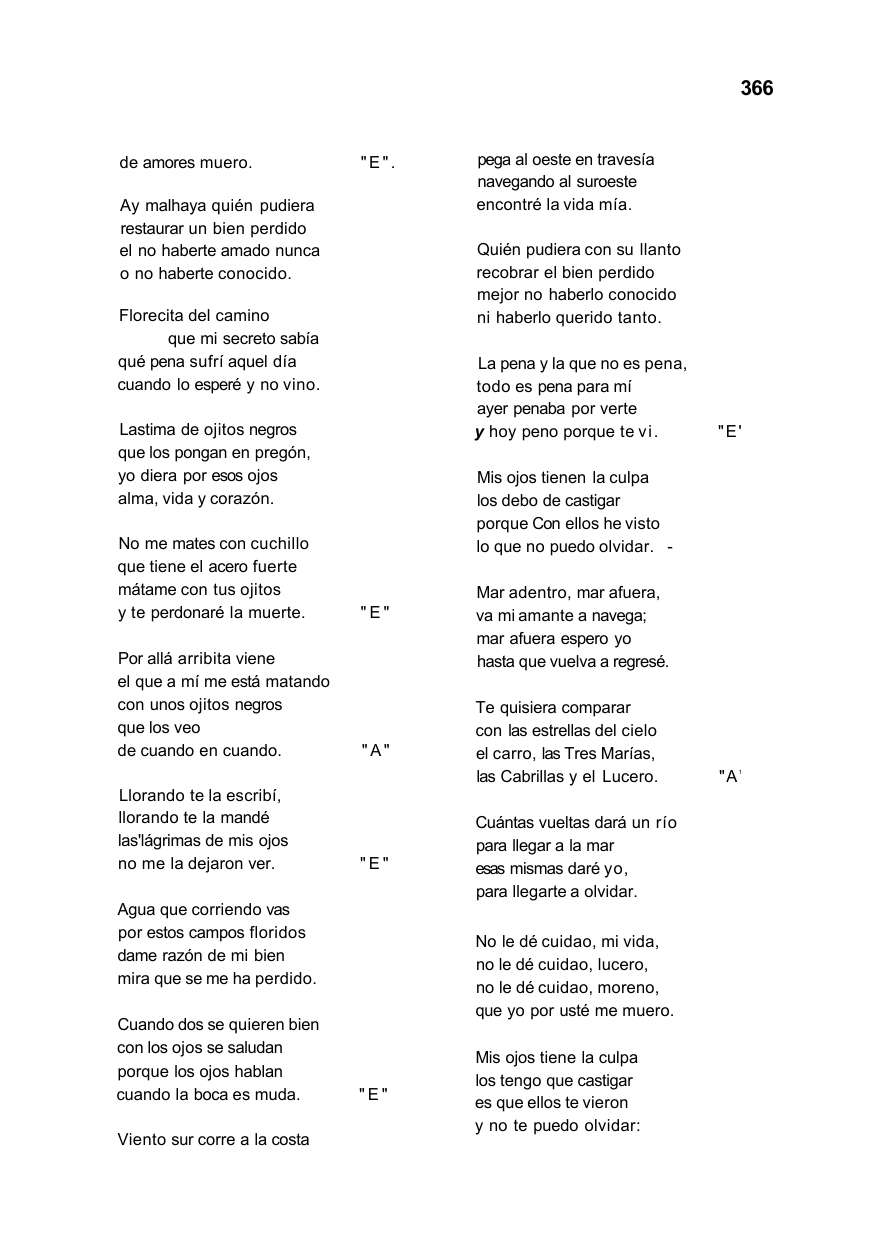 366
de amores muero. "E".
Ay malhaya quién pudiera
restaurar un bien perdido
el no haberte amado nunca
o no haberte conocido.
Florecita del camino
que mi secreto sabía
qué pena sufrí aquel día
cuando lo esperé y no vino.
Lastima de ojitos negros
que los pongan en pregón,
yo diera por esos ojos
alma, vida y corazón.
No me mates con cuchillo
que tiene el acero fuerte
mátame con tus ojitos
y te perdonaré la muerte. "E"
Por allá arribita viene
el que a mí me está matando
con unos ojitos negros
que los veo
de cuando en cuando. "A"
Llorando te la escribí,
llorando te la mandé
las'lágrimas de mis ojos
no me la dejaron ver. "E"
Agua que corriendo vas
por estos campos floridos
dame razón de mi bien
mira que se me ha perdido.
Cuando dos se quieren bien
con los ojos se saludan
porque los ojos hablan
cuando la boca es muda. "E"
Viento sur corre a la costa
pega al oeste en travesía
navegando al suroeste
encontré la vida mía.
Quién pudiera con su llanto
recobrar el bien perdido
mejor no haberlo conocido
ni haberlo querido tanto.
La pena y la que no es pena,
todo es pena para mí
ayer penaba por verte
y hoy peno porque te vi. "E'
Mis ojos tienen la culpa
los debo de castigar
porque Con ellos he visto
lo que no puedo olvidar. -
Mar adentro, mar afuera,
va mi amante a navega;
mar afuera espero yo
hasta que vuelva a regresé.
Te quisiera comparar
con las estrellas del cielo
el carro, las Tres Marías,
las Cabrillas y el Lucero. "A'
Cuántas vueltas dará un río
para llegar a la mar
esas mismas daré yo,
para llegarte a olvidar.
No le dé cuidao, mi vida,
no le dé cuidao, lucero,
no le dé cuidao, moreno,
que yo por usté me muero.
Mis ojos tiene la culpa
los tengo que castigar
es que ellos te vieron
y no te puedo olvidar: